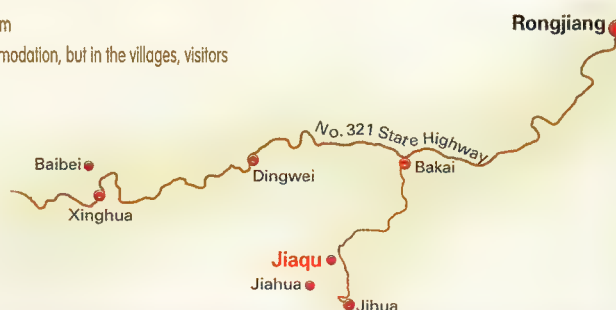 m
modation, but in the villages, visitors
Rongjiang
No. 321 State Highway
Baibei
Dingwei
Bakai
Xinghua
Jiaqu
Jiahua
Jihua